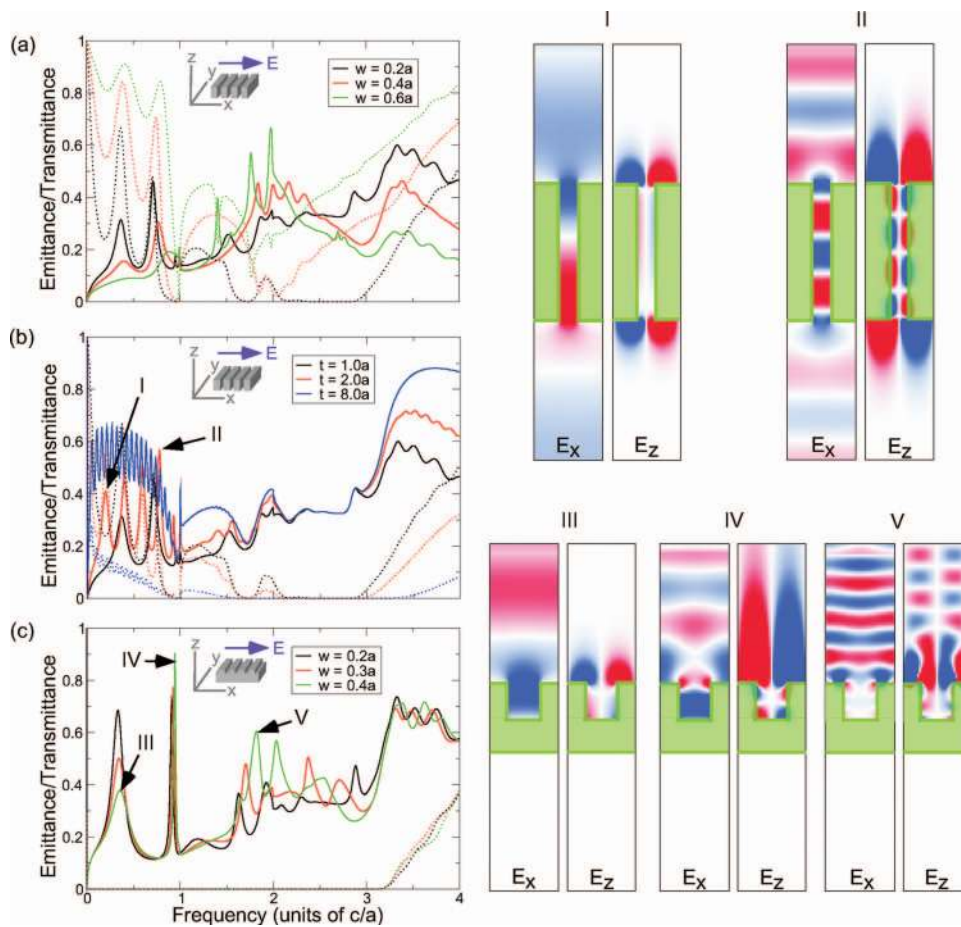 (a)
Emittance/Transmittance
1
0.8
0.6
0.4
0.2
0
z
y
x
E
w = 0.2a
w = 0.4a
w = 0.6a
(b)
Emittance/Transmittance
1
0.8
0.6
0.4
0.2
0
z
y
x
E
t = 1.0a
t = 2.0a
t = 8.0a
I
II
(c)
Emittance/Transmittance
1
0.8
0.6
0.4
0.2
0
z
y
x
E
w = 0.2a
w = 0.3a
w = 0.4a
IV
III
V
0 1 2 3 4
Frequency (units of c/a)
I
Ex
Ez
II
Ex
Ez
III
Ex
Ez
IV
Ex
Ez
V
Ex
Ez